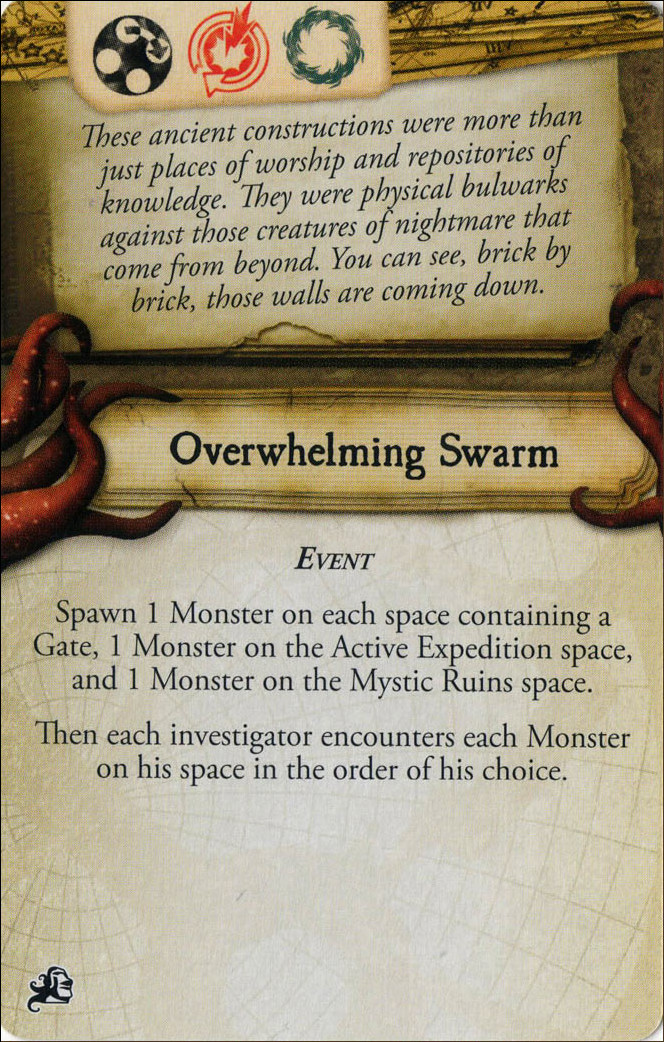 These ancient constructions were more than
just places of worship and repositories of
knowledge. They were physical bulwarks
against those creatures of nightmare that
come from beyond. You can see, brick by
brick, those walls are coming down.
Overwhelming Swarm
Event
Spawn 1 Monster on each space containing a
Gate, 1 Monster on the Active Expedition space,
and 1 Monster on the Mystic Ruins space.
Then each investigator encounters each Monster
on his space in the order of his choice.